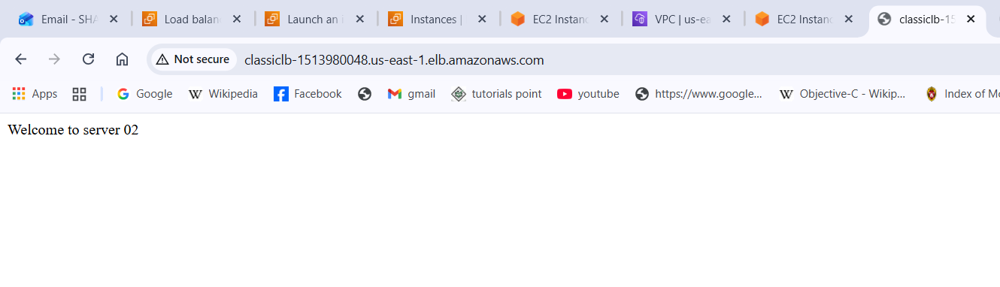 Email - SHA Load balan Launch an i Instances | EC2 Instanc VPC | us-ea EC2 Instanc classiclb-15
Not secure classiclb-1513980048.us-east-1.elb.amazonaws.com
Apps Google Wikipedia Facebook gmail tutorials point youtube https://www.google... Objective-C - Wikip... Index of Mo
Welcome to server 02